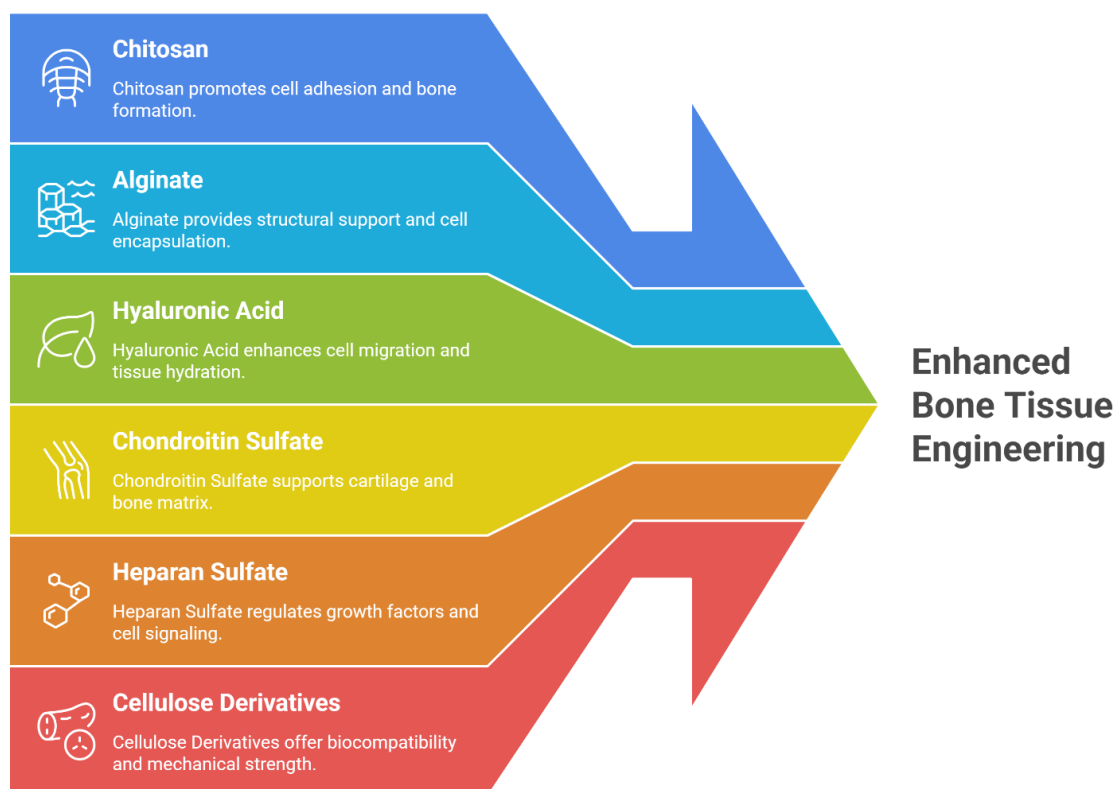 Chitosan
Chitosan promotes cell adhesion and bone
formation.
Alginate
Alginate provides structural support and cell
encapsulation.
Hyaluronic Acid
Hyaluronic Acid enhances cell migration and
tissue hydration.
Chondroitin Sulfate
Chondroitin Sulfate supports cartilage and
bone matrix.
Heparan Sulfate
Heparan Sulfate regulates growth factors and
cell signaling.
Cellulose Derivatives
Cellulose Derivatives offer biocompatibility
and mechanical strength.
Enhanced
Bone Tissue
Engineering